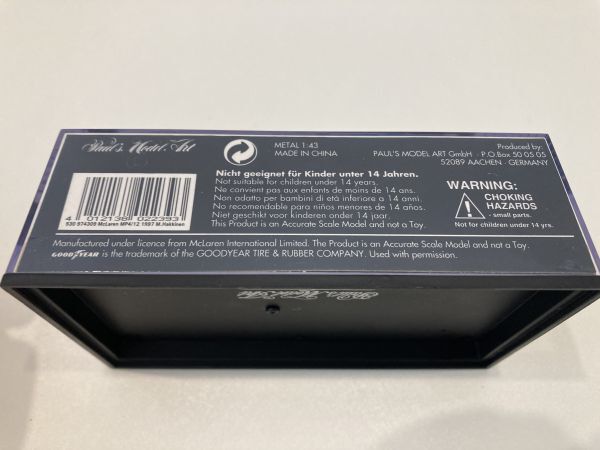 Paul's Model Art
METAL 1:43
MADE IN CHINA
Produced by:
PAUL'S MODEL ART GmbH · P.O.Box 50 05 05
52089 AACHEN · GERMANY
Nicht geeignet für Kinder unter 14 Jahren.
Not suitable for children under 14 years.
Ne convient pas aux enfants de moins de 14 ans.
Non adatto per bambini di età inferiore a 14 anni.
No recomendable para niños menores de 14 años.
Niet geschikt voor kinderen onder 14 jaar.
This Product is an Accurate Scale Model and not a Toy.
4 012138 022393
530 974309 McLaren MP4/12 1997 M.Hakkinen
WARNING:
CHOKING
HAZARDS
- small parts.
Not for children under 14 yrs.
Manufactured under licence from McLaren International Limited. The Product is an Accurate Scale Model and not a Toy.
GOODYEAR is the trademark of the GOODYEAR TIRE & RUBBER COMPANY. Used with permission.
Paul's Model Art